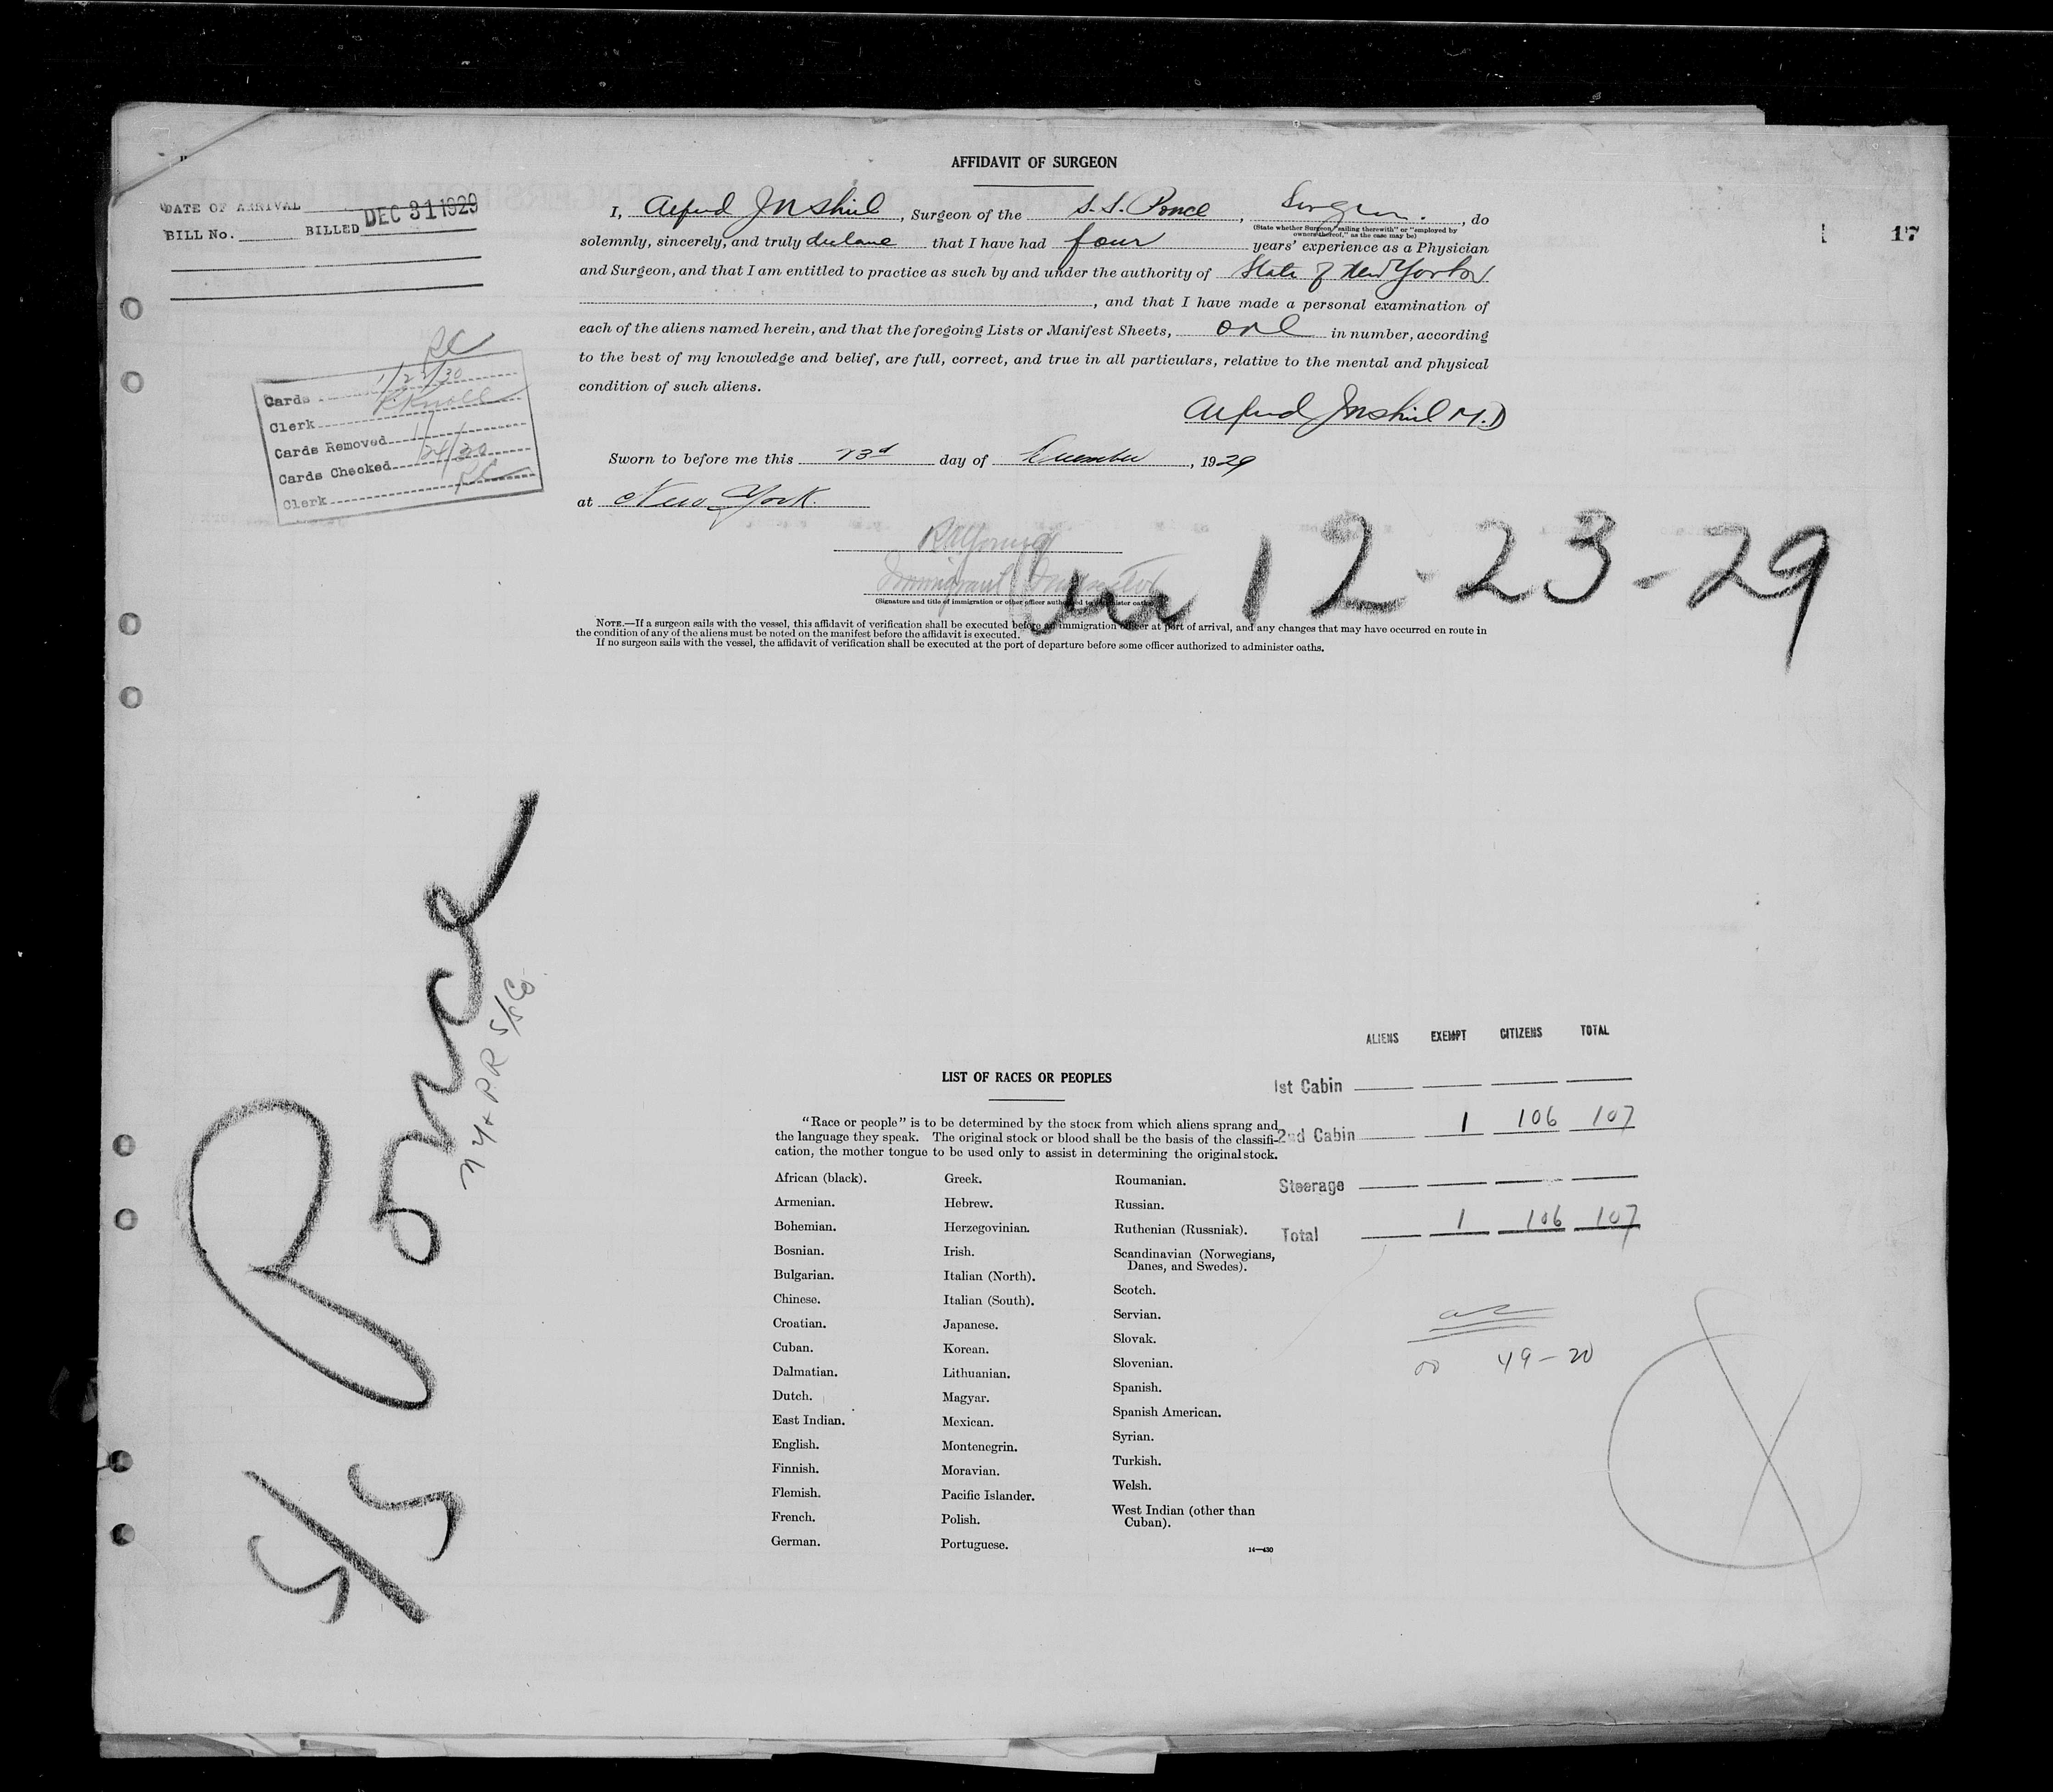 AFFIDAVIT OF SURGEON
DATE OF ARRIVAL
BILL No. BILLED DEC 31 1929
I, Alfred, Surgeon of the S.S. Ponce, Surgeon., do
(State whether Surgeon "sailing therewith" or "employed by
owners thereof," as the case may be)
17
solemnly, sincerely, and truly declare that I have had four years' experience as a Physician
and Surgeon, and that I am entitled to practice as such by and under the authority of State of New York
, and that I have made a personal examination of
each of the aliens named herein, and that the foregoing Lists or Manifest Sheets, one in number, according
to the best of my knowledge and belief, are full, correct, and true in all particulars, relative to the mental and physical
condition of such aliens.
Alfred M.D
Sworn to before me this 23d day of December, 1929
at New York.
Immigrant Inspector
(Signature and title of immigration or other officer authorized to administer oaths)
12-23-29
NOTE.—If a surgeon sails with the vessel, this affidavit of verification shall be executed before an immigration officer at port of arrival, and any changes that may have occurred en route in
the condition of any of the aliens must be noted on the manifest before the affidavit is executed.
If no surgeon sails with the vessel, the affidavit of verification shall be executed at the port of departure before some officer authorized to administer oaths.
RC
Cards
Clerk
Cards Removed
Cards Checked
Clerk RC
S/S Ponce
NY + P.R S/S Co.
LIST OF RACES OR PEOPLES
"Race or people" is to be determined by the stock from which aliens sprang and
the language they speak. The original stock or blood shall be the basis of the classifi-
cation, the mother tongue to be used only to assist in determining the original stock.
African (black).
Armenian.
Bohemian.
Bosnian.
Bulgarian.
Chinese.
Croatian.
Cuban.
Dalmatian.
Dutch.
East Indian.
English.
Finnish.
Flemish.
French.
German.
Greek.
Hebrew.
Herzegovinian.
Irish.
Italian (North).
Italian (South).
Japanese.
Korean.
Lithuanian.
Magyar.
Mexican.
Montenegrin.
Moravian.
Pacific Islander.
Polish.
Portuguese.
Roumanian.
Russian.
Ruthenian (Russniak).
Scandinavian (Norwegians,
Danes, and Swedes).
Scotch.
Servian.
Slovak.
Slovenian.
Spanish.
Spanish American.
Syrian.
Turkish.
Welsh.
West Indian (other than
Cuban).
14—430
ALIENS EXEMPT CITIZENS TOTAL
1st Cabin
2nd Cabin 1 106 107
Steerage
Total 1 106 107
49-20